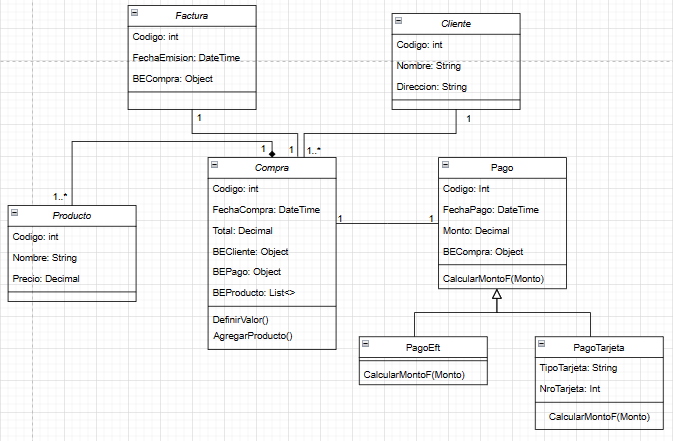 Factura
Codigo: int
FechaEmision: DateTime
BECompra: Object
1
Cliente
Codigo: int
Nombre: String
Direccion: String
1
1
1
1..*
1..*
Producto
Codigo: int
Nombre: String
Precio: Decimal
Compra
Codigo: int
FechaCompra: DateTime
Total: Decimal
BECliente: Object
BEPago: Object
BEProducto: List<>
DefinirValor()
AgregarProducto()
1
1
Pago
Codigo: Int
FechaPago: DateTime
Monto: Decimal
BECompra: Object
CalcularMontoF(Monto)
PagoEft
CalcularMontoF(Monto)
PagoTarjeta
TipoTarjeta: String
NroTarjeta: Int
CalcularMontoF(Monto)